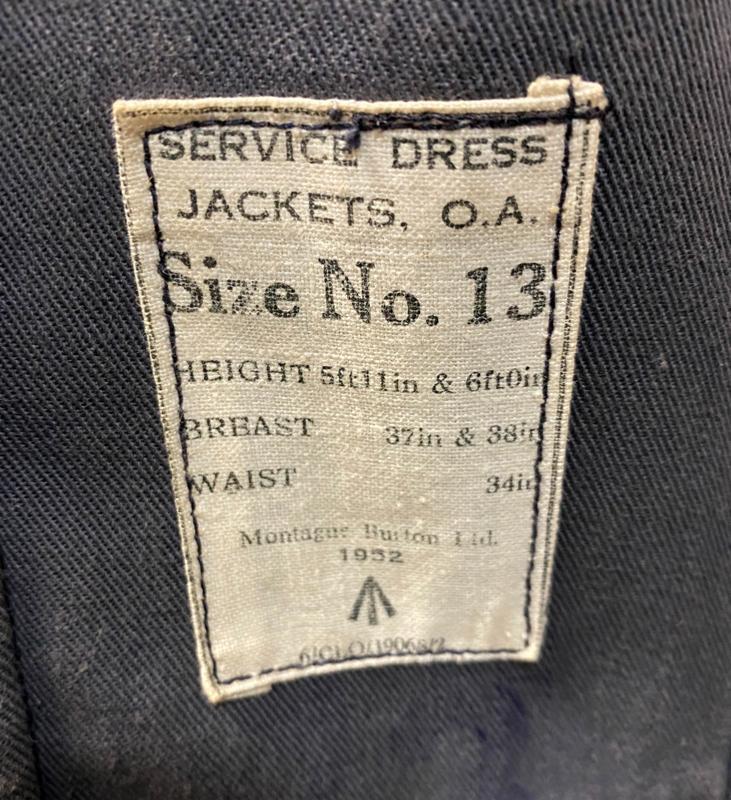 SERVICE DRESS
JACKETS, O.A.
Size No. 13
HEIGHT 5ft11in & 6ft0in
BREAST 37in & 38in
WAIST 34in
Montague Burton Ltd.
1952